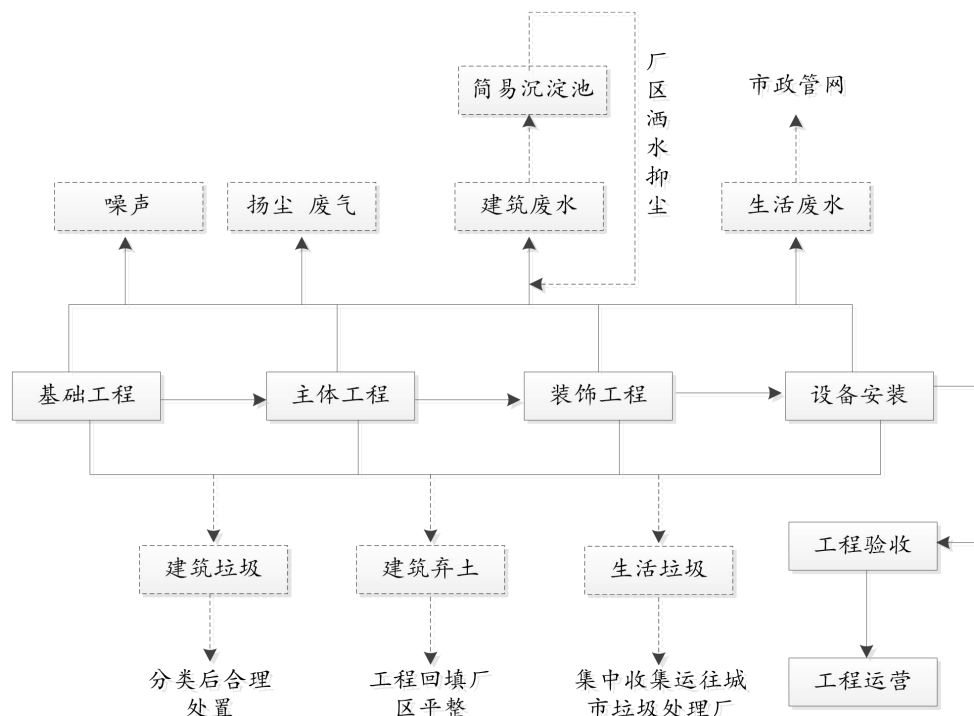 简易沉淀池
厂区洒水抑尘
市政管网
噪声
扬尘 废气
建筑废水
生活废水
基础工程
主体工程
装饰工程
设备安装
工程验收
建筑垃圾
建筑弃土
生活垃圾
分类后合理
处置
工程回填厂
区平整
集中收集运往城
市垃圾处理厂
工程运营